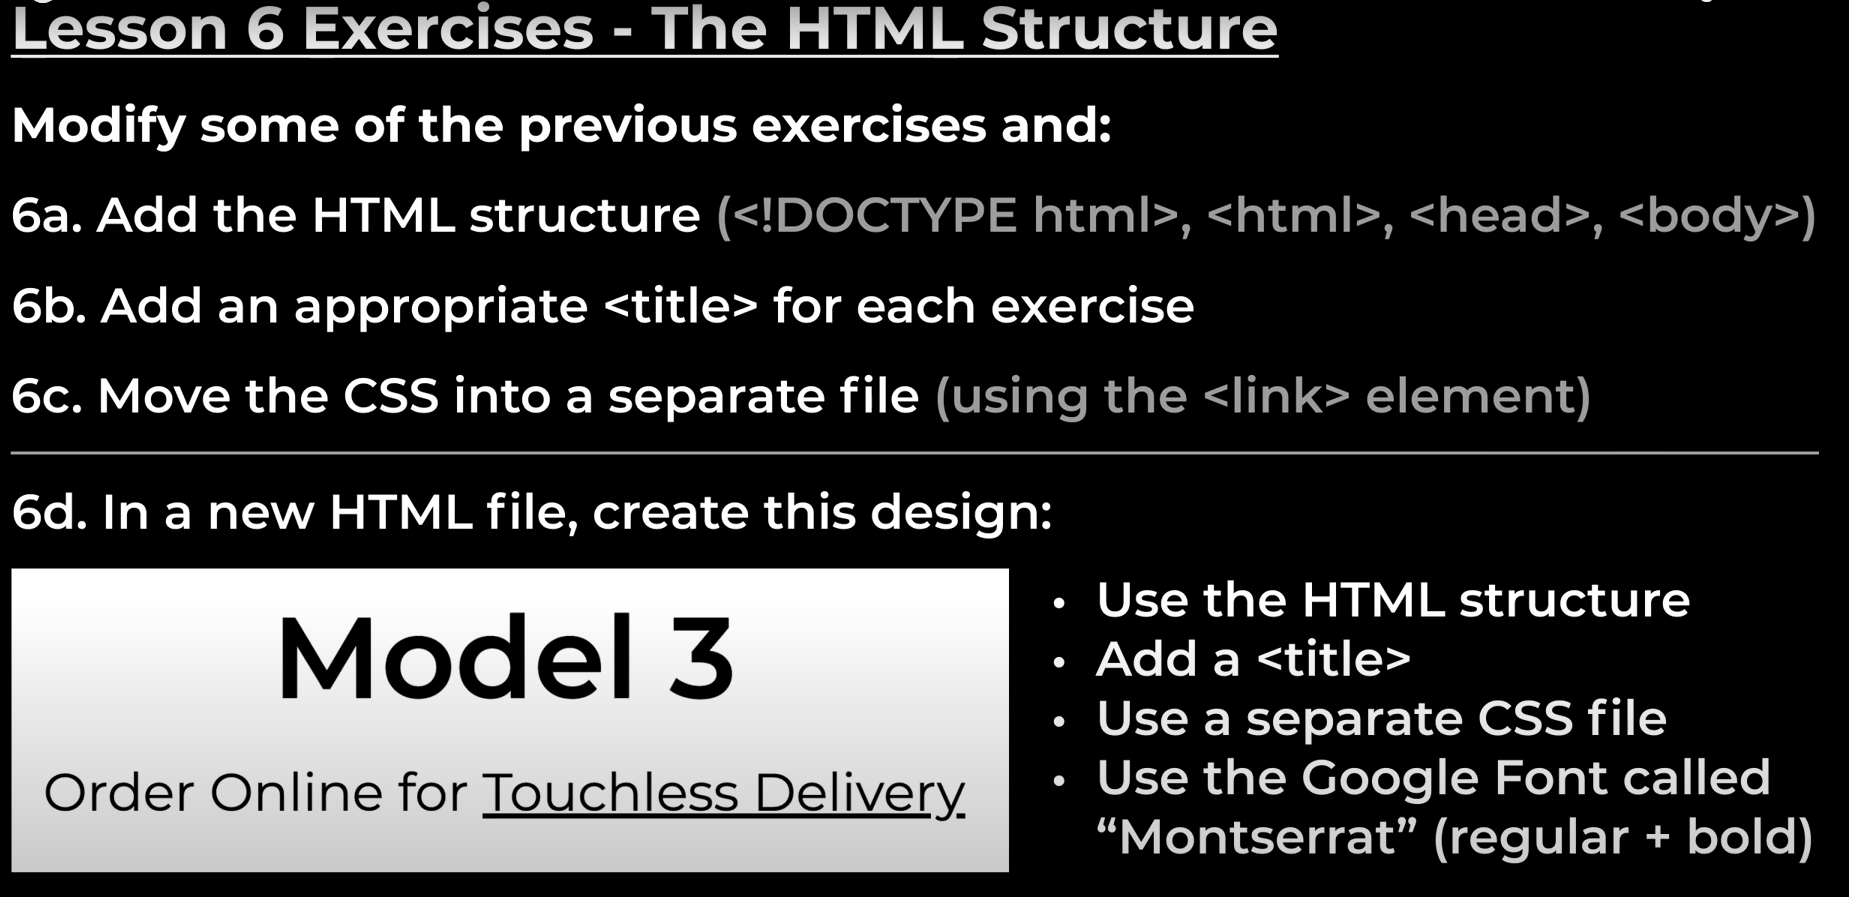 Lesson 6 Exercises - The HTML Structure
Modify some of the previous exercises and:
6a. Add the HTML structure (<!DOCTYPE html>, <html>, <head>, <body>)
6b. Add an appropriate <title> for each exercise
6c. Move the CSS into a separate file (using the <link> element)
6d. In a new HTML file, create this design:
Model 3
Order Online for Touchless Delivery
• Use the HTML structure
• Add a <title>
• Use a separate CSS file
• Use the Google Font called
“Montserrat” (regular + bold)